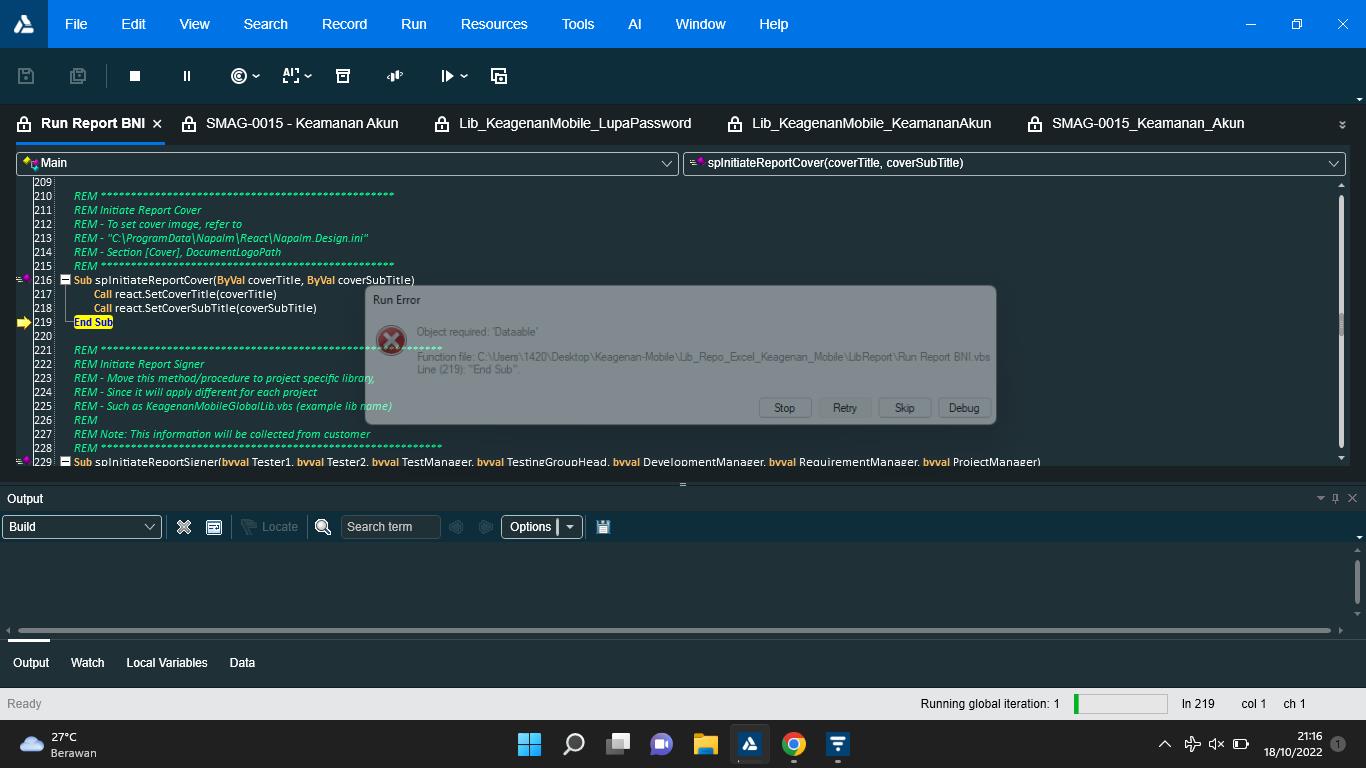 File Edit View Search Record Run Resources Tools AI Window Help
AI
Run Report BNI SMAG-0015 - Keamanan Akun Lib_KeagenanMobile_LupaPassword Lib_KeagenanMobile_KeamananAkun SMAG-0015_Keamanan_Akun
Main spInitiateReportCover(coverTitle, coverSubTitle)
209
210 REM *************************************************
211 REM Initiate Report Cover
212 REM - To set cover image, refer to
213 REM - "C:\ProgramData\Napalm\React\Napalm.Design.ini"
214 REM - Section [Cover], DocumentLogoPath
215 REM *************************************************
216 Sub spInitiateReportCover(ByVal coverTitle, ByVal coverSubTitle)
217 Call react.SetCoverTitle(coverTitle)
218 Call react.SetCoverSubTitle(coverSubTitle)
219 End Sub
220
221 REM *********************************************************
222 REM Initiate Report Signer
223 REM - Move this method/procedure to project specific library,
224 REM - Since it will apply different for each project
225 REM - Such as KeagenanMobileGlobalLib.vbs (example lib name)
226 REM
227 REM Note: This information will be collected from customer
228 REM *********************************************************
229 Sub spInitiateReportSigner(byval Tester1, byval Tester2, byval TestManager, byval TestingGroupHead, byval DevelopmentManager, byval RequirementManager, byval ProjectManager)
Run Error
Object required: 'Dataable'
Function file: C:\Users\1420\Desktop\Keagenan-Mobile\Lib_Repo_Excel_Keagenan_Mobile\LibReport\Run Report BNI.vbs
Line (219): "End Sub".
Stop Retry Skip Debug
Output
Build Locate Search term Options
Output Watch Local Variables Data
Ready Running global iteration: 1 ln 219 col 1 ch 1
27°C
Berawan
21:16
18/10/2022
1